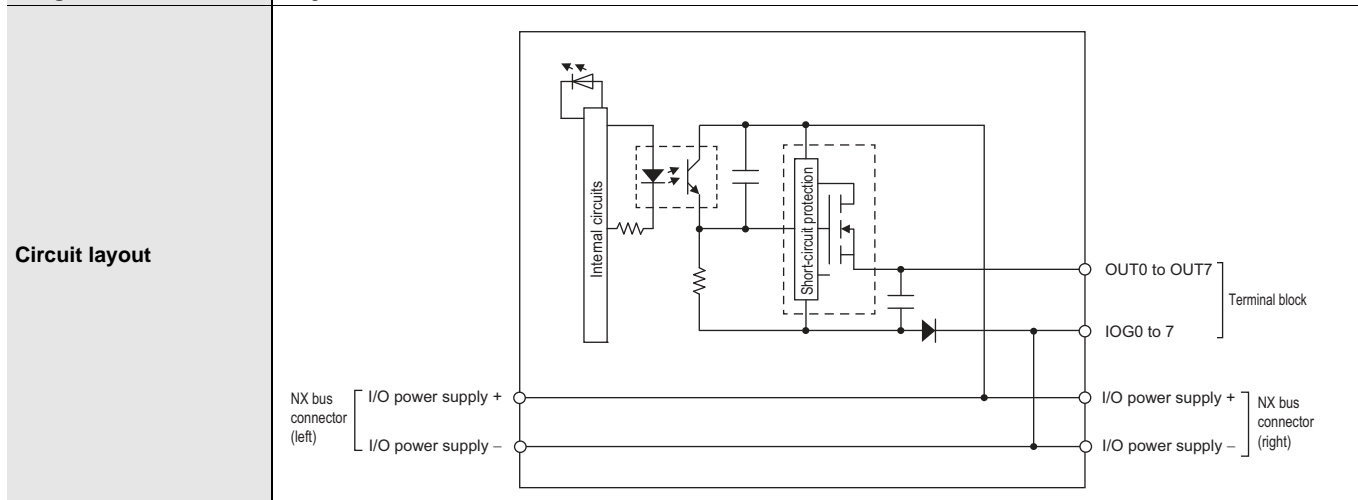 Circuit layout
Internal circuits
Short-circuit protection
OUT0 to OUT7
Terminal block
IOG0 to 7
NX bus
connector
(left)
I/O power supply +
I/O power supply –
I/O power supply +
I/O power supply –
NX bus
connector
(right)